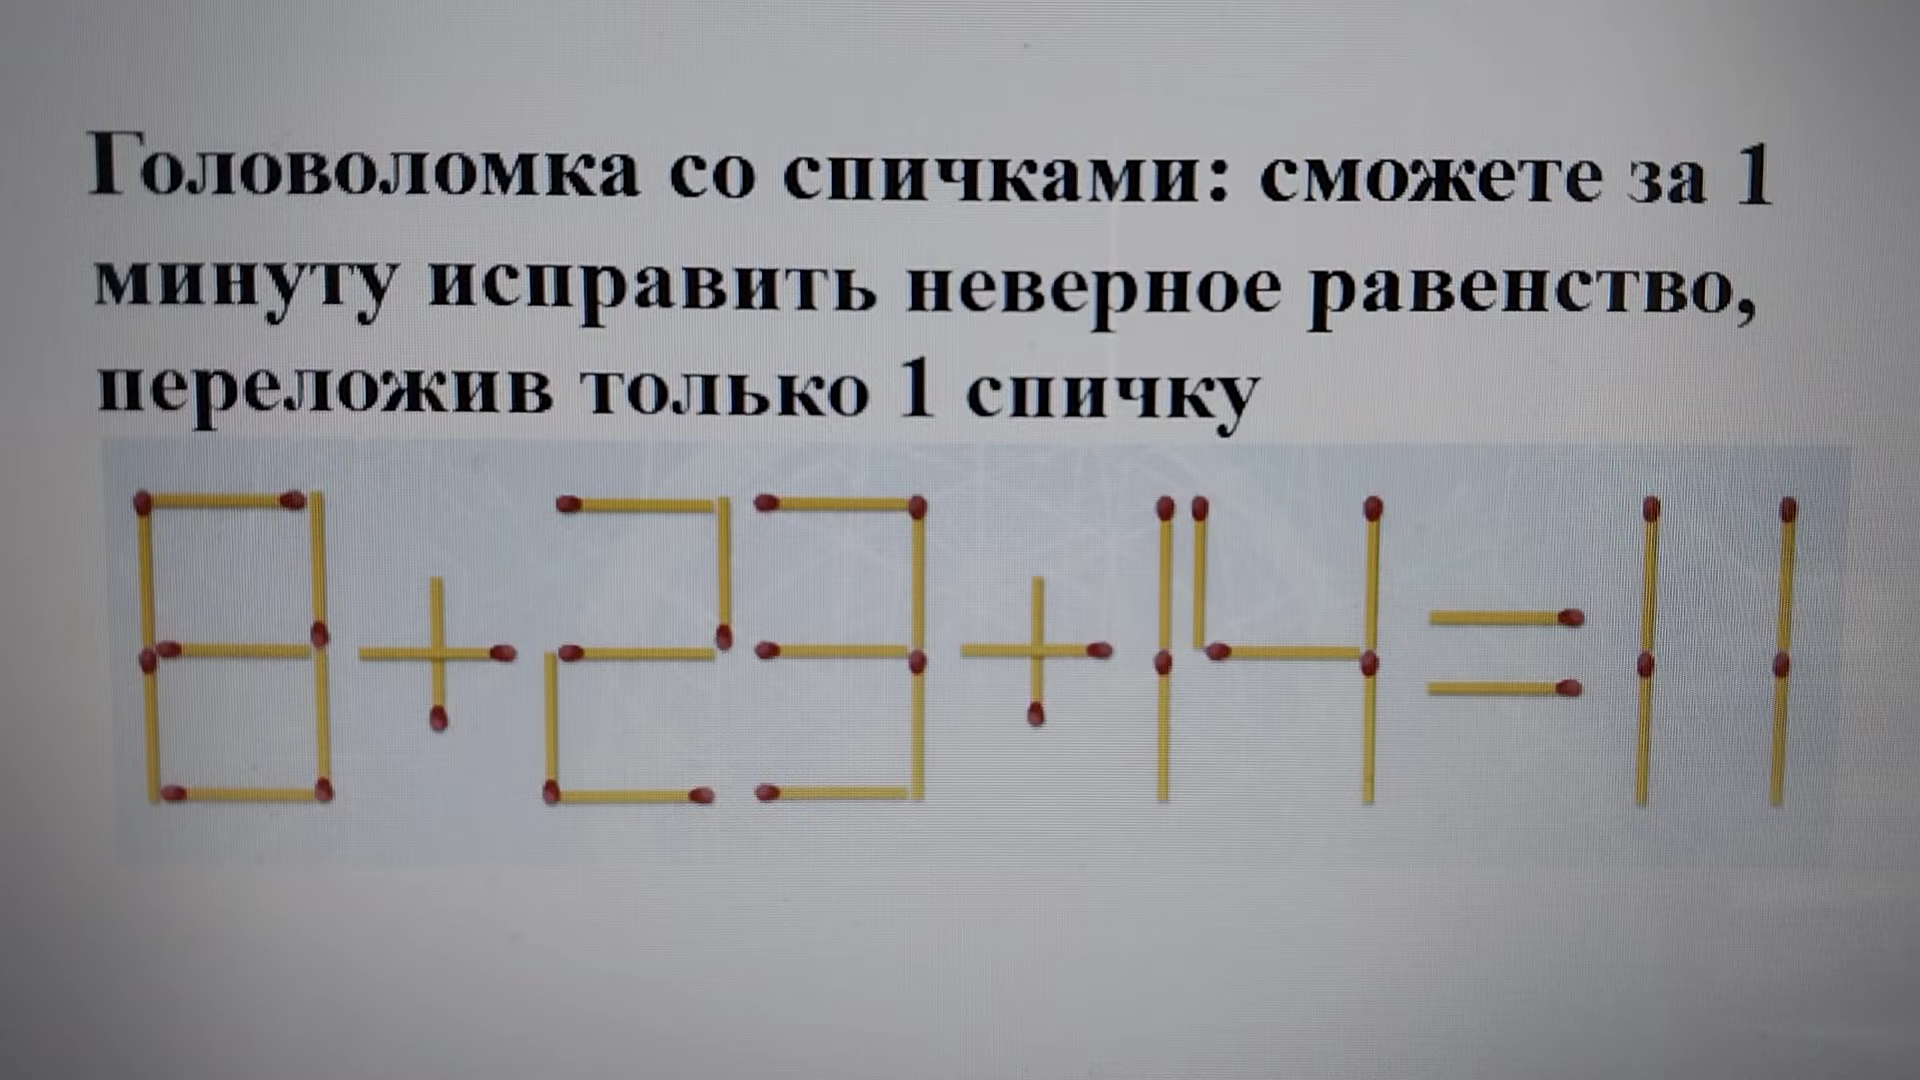 Головоломка со спичками: сможете за 1
минуту исправить неверное равенство,
переложив только 1 спичку
8+23+14=11